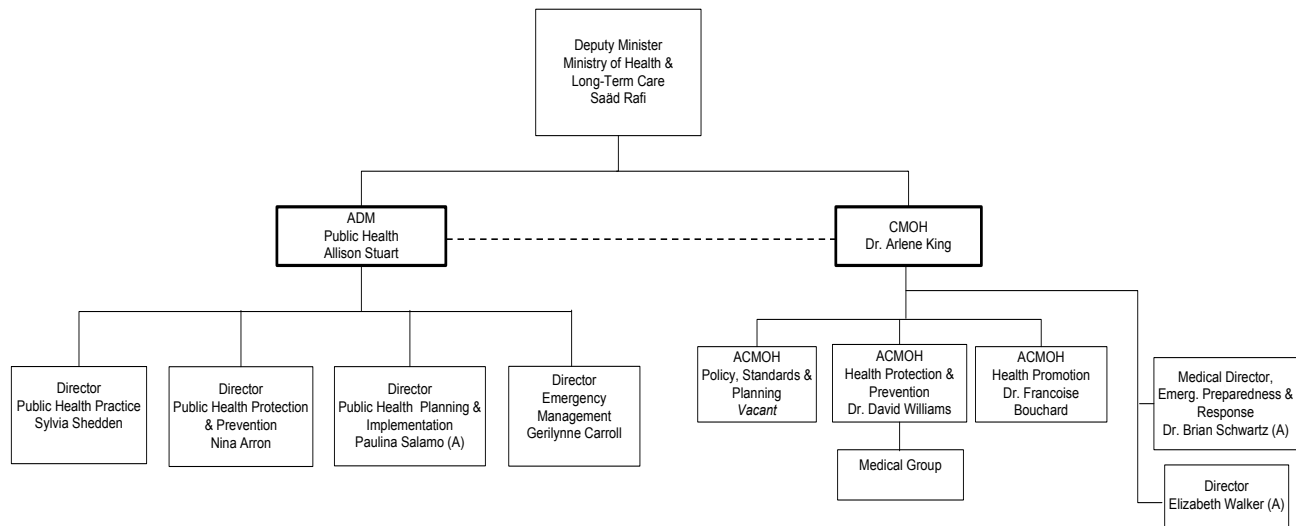 Deputy Minister
Ministry of Health &
Long-Term Care
Saäd Rafi
ADM
Public Health
Allison Stuart
CMOH
Dr. Arlene King
Director
Public Health Practice
Sylvia Shedden
Director
Public Health Protection
& Prevention
Nina Arron
Director
Public Health Planning &
Implementation
Paulina Salamo (A)
Director
Emergency
Management
Gerilynne Carroll
ACMOH
Policy, Standards &
Planning
Vacant
ACMOH
Health Protection &
Prevention
Dr. David Williams
ACMOH
Health Promotion
Dr. Francoise
Bouchard
Medical Director,
Emerg. Preparedness &
Response
Dr. Brian Schwartz (A)
Medical Group
Director
Elizabeth Walker (A)